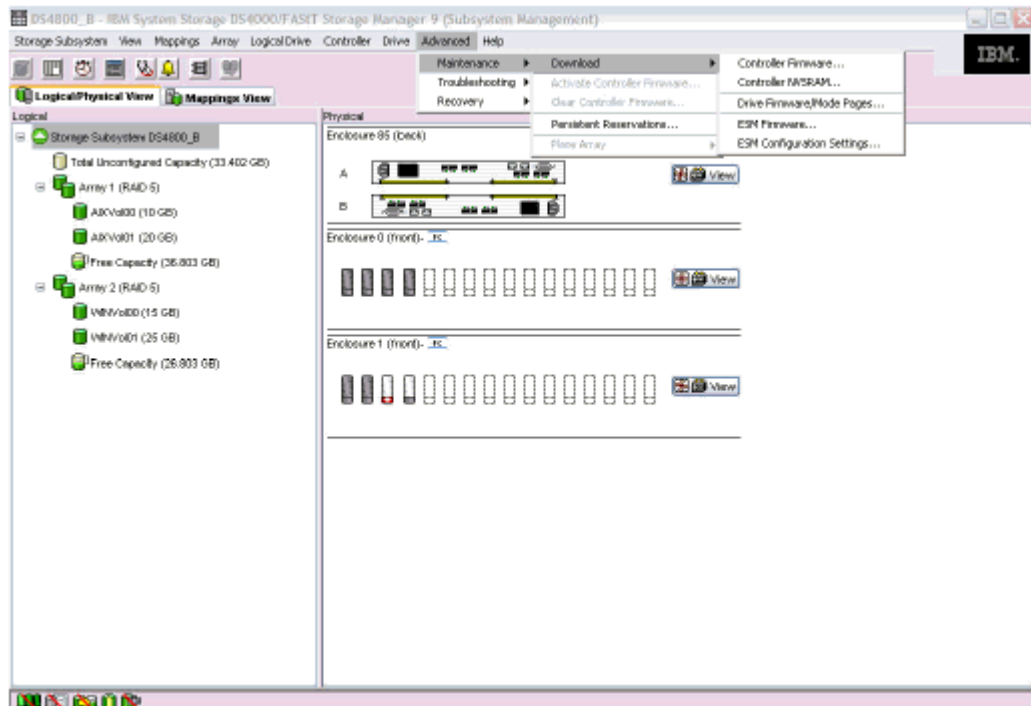 DS4800_B - IBM System Storage DS4000/FAStT Storage Manager 9 (Subsystem Management)
Storage Subsystem View Mappings Array Logical Drive Controller Drive Advanced Help
IBM.
Maintenance
Troubleshooting
Recovery
Download
Activate Controller Firmware...
Clear Controller Firmware...
Persistent Reservations...
Place Array
Controller Firmware...
Controller NVSRAM...
Drive Firmware/Mode Pages...
ESM Firmware...
ESM Configuration Settings...
Logical/Physical View
Mappings View
Logical
Storage Subsystem DS4800_B
Total Unconfigured Capacity (33.402 GB)
Array 1 (RAID 5)
AIXVol00 (10 GB)
AIXVol01 (20 GB)
Free Capacity (36.803 GB)
Array 2 (RAID 5)
WINVol00 (15 GB)
WINVol01 (25 GB)
Free Capacity (26.803 GB)
Physical
Enclosure 85 (back)
A
B
View
Enclosure 0 (front)- FC
View
Enclosure 1 (front)- FC
View